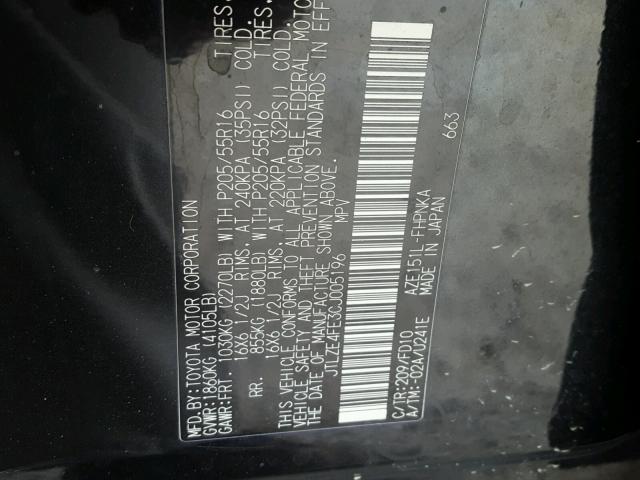 MFD.BY:TOYOTA MOTOR CORPORATION
GVWR:1860KG (4105LB)
GAWR:FRT. 1030KG (2270LB) WITH P205/55R16 TIRES,
16X6 1/2J RIMS, AT 240KPA (35PSI) COLD.
RR. 855KG (1880LB) WITH P205/55R16 TIRES,
16X6 1/2J RIMS, AT 220KPA (32PSI) COLD.
THIS VEHICLE CONFORMS TO ALL APPLICABLE FEDERAL MOTOR
VEHICLE SAFETY AND THEFT PREVENTION STANDARDS IN EFF
THE DATE OF MANUFACTURE SHOWN ABOVE.
JTLZE4FE3CJ005196 MPV
C/TR:209/FD10 AZE151L-FHPNKA
A/TM:-02A/U241E MADE IN JAPAN 663